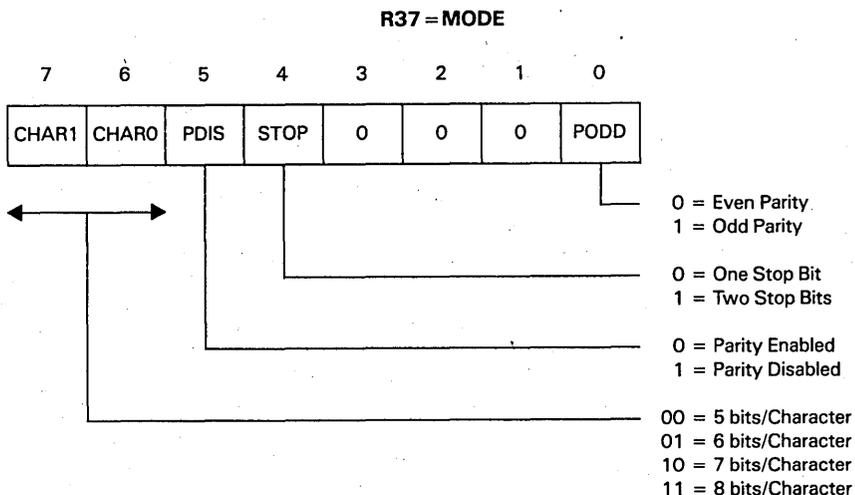 R37=MODE
7 6 5 4 3 2 1 0
CHAR1 CHAR0 PDIS STOP 0 0 0 PODD
0 = Even Parity
1 = Odd Parity
0 = One Stop Bit
1 = Two Stop Bits
0 = Parity Enabled
1 = Parity Disabled
00 = 5 bits/Character
01 = 6 bits/Character
10 = 7 bits/Character
11 = 8 bits/Character